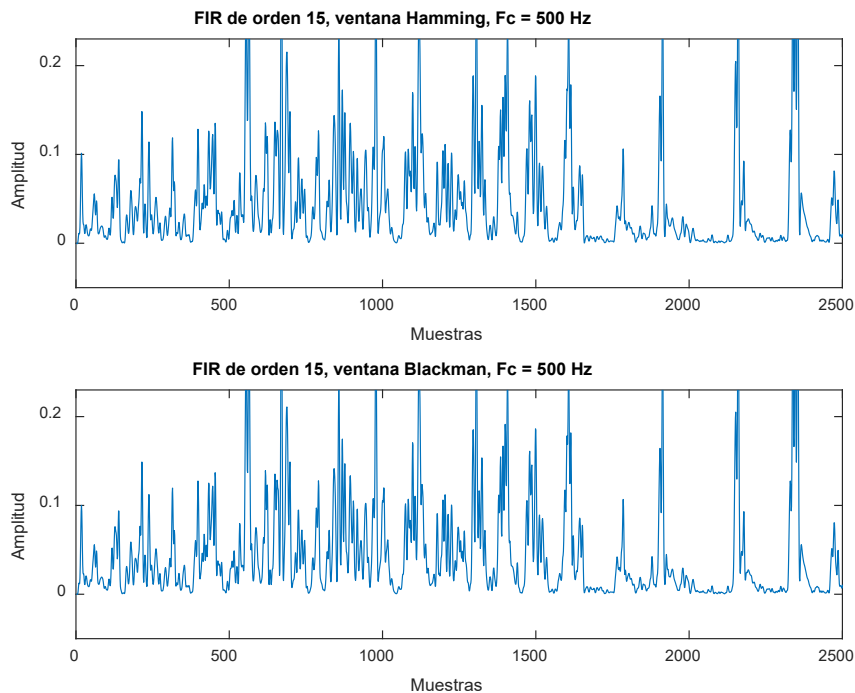 FIR de orden 15, ventana Hamming, Fc = 500 Hz
0.2
0.1
0
Amplitud
0 500 1000 1500 2000 2500
Muestras
FIR de orden 15, ventana Blackman, Fc = 500 Hz
0.2
0.1
0
Amplitud
0 500 1000 1500 2000 2500
Muestras